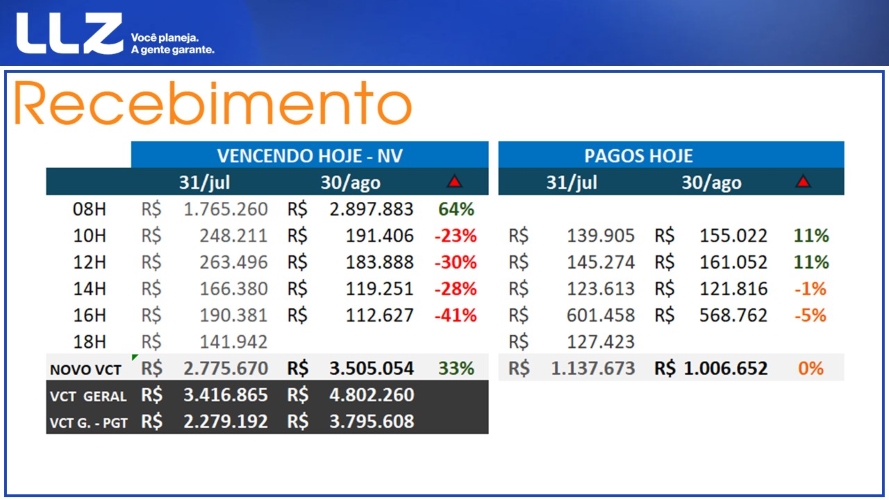 LLZ
Você planeja.
A gente garante.
Recebimento
VENCENDO HOJE - NV PAGOS HOJE
31/jul 30/ago 31/jul 30/ago
08H R$ 1.765.260 R$ 2.897.883 64%
10H R$ 248.211 R$ 191.406 -23% R$ 139.905 R$ 155.022 11%
12H R$ 263.496 R$ 183.888 -30% R$ 145.274 R$ 161.052 11%
14H R$ 166.380 R$ 119.251 -28% R$ 123.613 R$ 121.816 -1%
16H R$ 190.381 R$ 112.627 -41% R$ 601.458 R$ 568.762 -5%
18H R$ 141.942 R$ 127.423
NOVO VCT R$ 2.775.670 R$ 3.505.054 33% R$ 1.137.673 R$ 1.006.652 0%
VCT GERAL R$ 3.416.865 R$ 4.802.260
VCT G. - PGT R$ 2.279.192 R$ 3.795.608